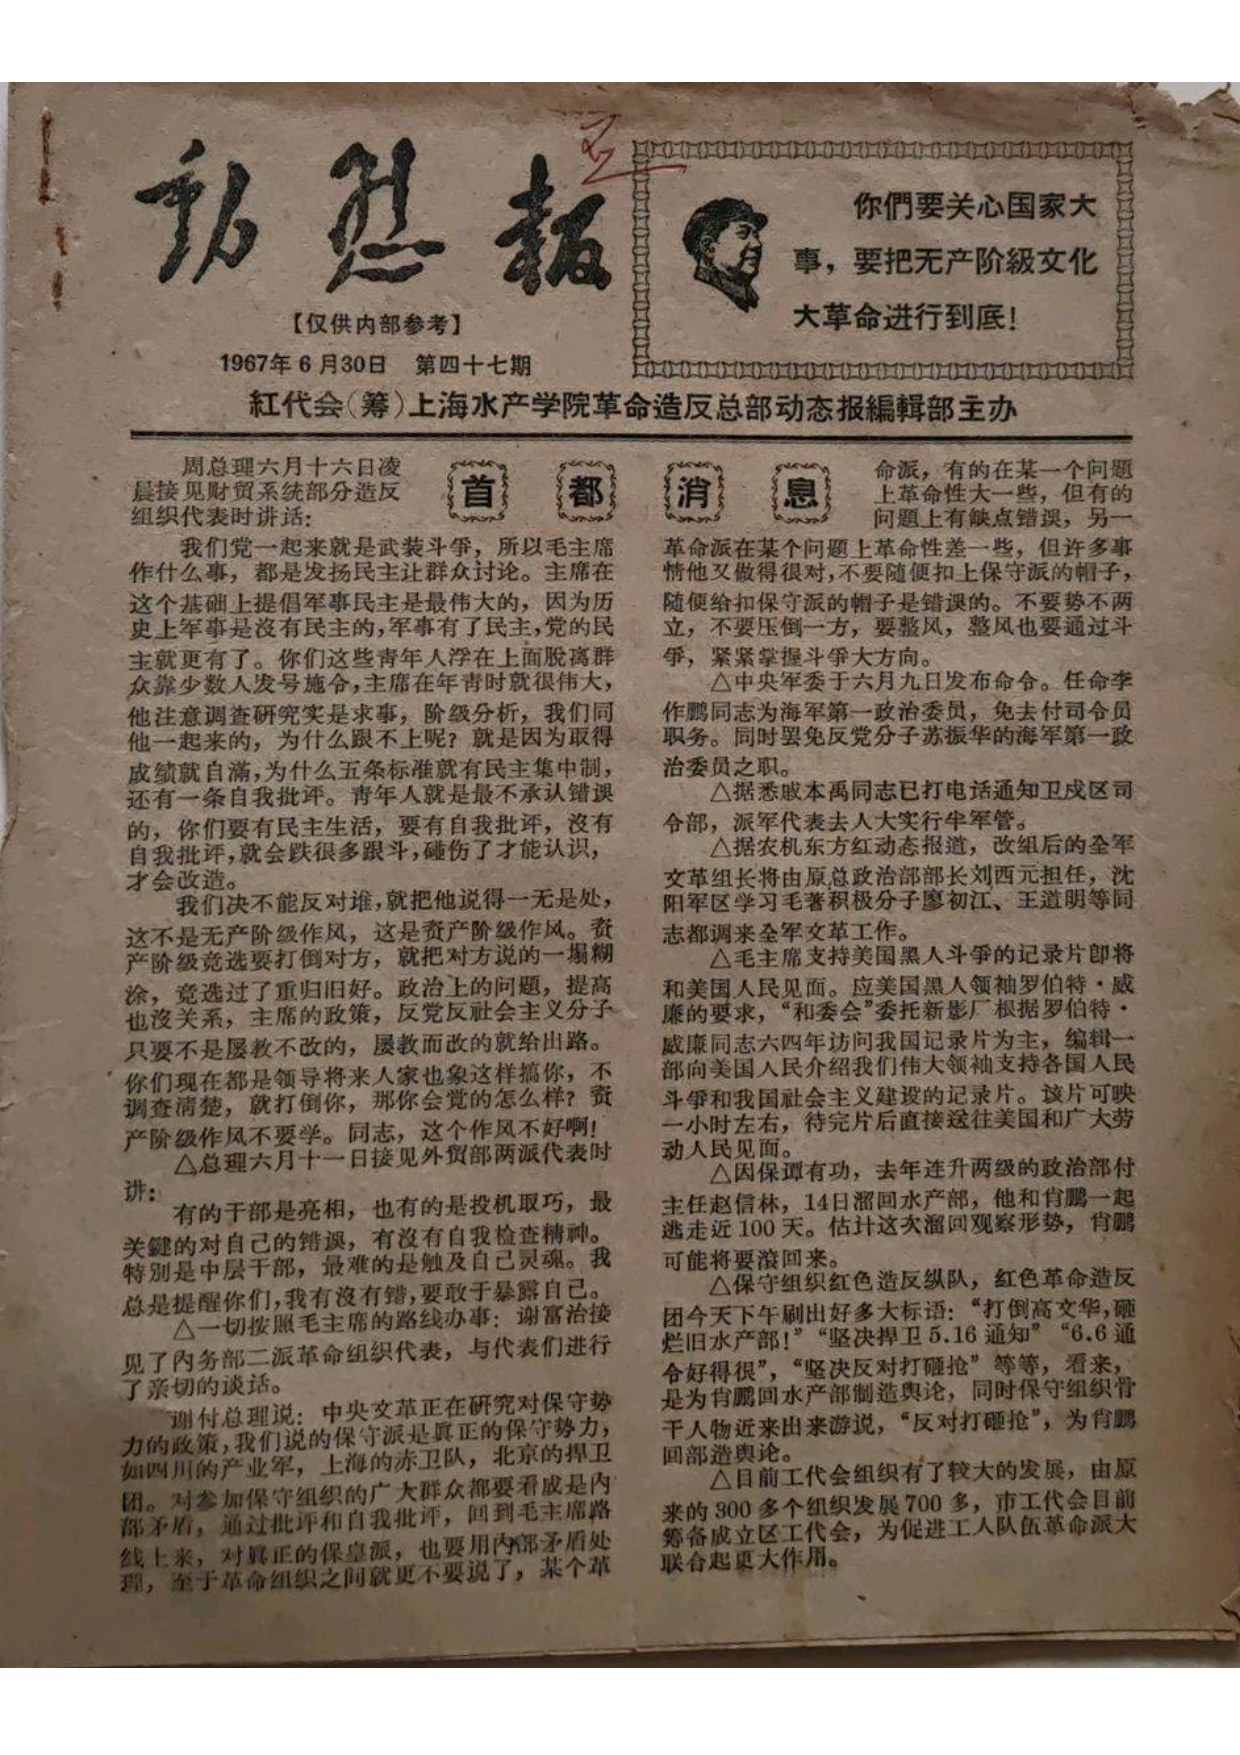 动态报
【仅供内部参考】
1967年6月30日 第四十七期
你們要关心国家大
事，要把无产阶級文化
大革命进行到底！
紅代会（筹）上海水产学院革命造反总部动态报編輯部主办
首都消息
周总理六月十六日凌
晨接见财贸系统部分造反
组织代表时讲话：
我们党一起来就是武装斗爭，所以毛主席
作什么事，都是发扬民主让群众讨论。主席在
这个基础上提倡军事民主是最伟大的，因为历
史上军事是沒有民主的，军事有了民主，党的民
主就更有了。你们这些靑年人浮在上面脫离群
众靠少数人发号施令，主席在年靑时就很伟大，
他注意调查研究实是求事，阶级分析，我们同
他一起来的，为什么跟不上呢？就是因为取得
成绩就自滿，为什么五条标准就有民主集中制，
还有一条自我批评。靑年人就是最不承认错误
的，你们要有民主生活，要有自我批评，沒有
自我批评，就会跌很多跟斗，碰伤了才能认识，
才会改造。
我们决不能反对谁，就把他说得一无是处，
这不是无产阶级作风，这是资产阶级作风。资
产阶级竞选要打倒对方，就把对方说的一塌糊
涂，竞选过了重归旧好。政治上的问题，提高
也沒关系，主席的政策，反党反社会主义分子
只要不是屡教不改的，屡教而改的就给出路。
你们现在都是领导将来人家也象这样搞你，不
调查清楚，就打倒你，那你会觉的怎么样？资
产阶级作风不要学。同志，这个作风不好啊！
△总理六月十一日接见外贸部两派代表时
讲：
有的干部是亮相，也有的是投机取巧，最
关鍵的对自己的错误，有沒有自我检查精神。
特別是中层干部，最难的是触及自己灵魂。我
总是提醒你们，我有沒有错，要敢于暴露自己。
△一切按照毛主席的路线办事：谢富治接
见了內务部二派革命组织代表，与代表们进行
了亲切的谈话。
谢付总理说：中央文革正在研究对保守势
力的政策，我们说的保守派是眞正的保守势力，
如四川的产业军，上海的赤卫队，北京的捍卫
团。对参加保守组织的广大群众都要看成是内
部矛盾，通过批评和自我批评，回到毛主席路
线上来，对眞正的保皇派，也要用内部矛盾处
理，至于革命组织之间就更不要说了，某个革
命派，有的在某一个问题
上革命性大一些，但有的
问题上有缺点错误，另一
革命派在某个问题上革命性差一些，但许多事
情他又做得很对，不要随便扣上保守派的帽子，
随便给扣保守派的帽子是错误的。不要势不两
立，不要压倒一方，要整风，整风也要通过斗
爭，紧紧掌握斗爭大方向。
△中央军委于六月九日发布命令。任命李
作鹏同志为海军第一政治委员，免去付司令员
职务。同时罢免反党分子苏振华的海军第一政
治委员之职。
△据悉戚本禹同志已打电话通知卫戍区司
令部，派军代表去人大实行半军管。
△据农机东方红动态报道，改组后的全军
文革组长将由原总政治部部长刘西元担任，沈
阳军区学习毛著积极分子廖初江、王道明等同
志都调来全军文革工作。
△毛主席支持美国黑人斗爭的记录片卽将
和美国人民见面。应美国黑人领袖罗伯特·威
廉的要求，“和委会”委托新影厂根据罗伯特·
威廉同志六四年访问我国记录片为主，编辑一
部向美国人民介绍我们伟大领袖支持各国人民
斗爭和我国社会主义建设的记录片。该片可映
一小时左右，待完片后直接送往美国和广大劳
动人民见面。
△因保谭有功，去年连升两级的政治部付
主任赵信林，14日溜回水产部，他和肖鹏一起
逃走近100天。估计这次溜回观察形势，肖鹏
可能将要滾回来。
△保守组织红色造反纵队，红色革命造反
团今天下午刷出好多大标语：“打倒高文华，砸
烂旧水产部！”“坚决捍卫5.16通知”“6.6通
令好得很”，“坚决反对打砸抢”等等，看来，
是为肖鹏回水产部制造舆论，同时保守组织骨
干人物近来出来游说，“反对打砸抢”，为肖鹏
回部造舆论。
△目前工代会组织有了较大的发展，由原
来的300多个组织发展700多，市工代会目前
筹备成立区工代会，为促进工人队伍革命派大
联合起更大作用。